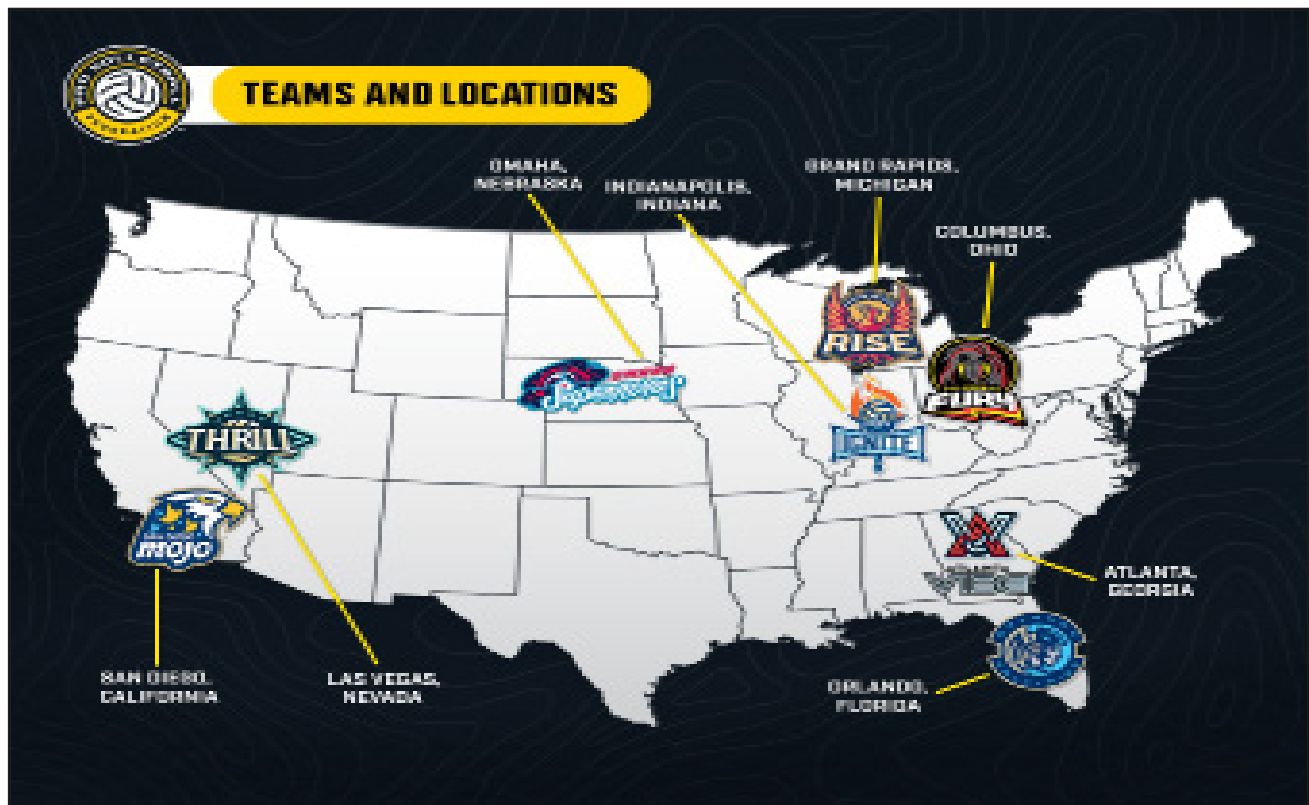 FEDERATION
TEAMS AND LOCATIONS
OMAHA,
NEBRASKA
INDIANAPOLIS,
INDIANA
GRAND RAPIDS,
MICHIGAN
COLUMBUS,
OHIO
RISE
FURY
THRILL
IGNITE
MOJO
ATLANTA,
GEORGIA
SAN DIEGO,
CALIFORNIA
LAS VEGAS,
NEVADA
ORLANDO,
FLORIDA